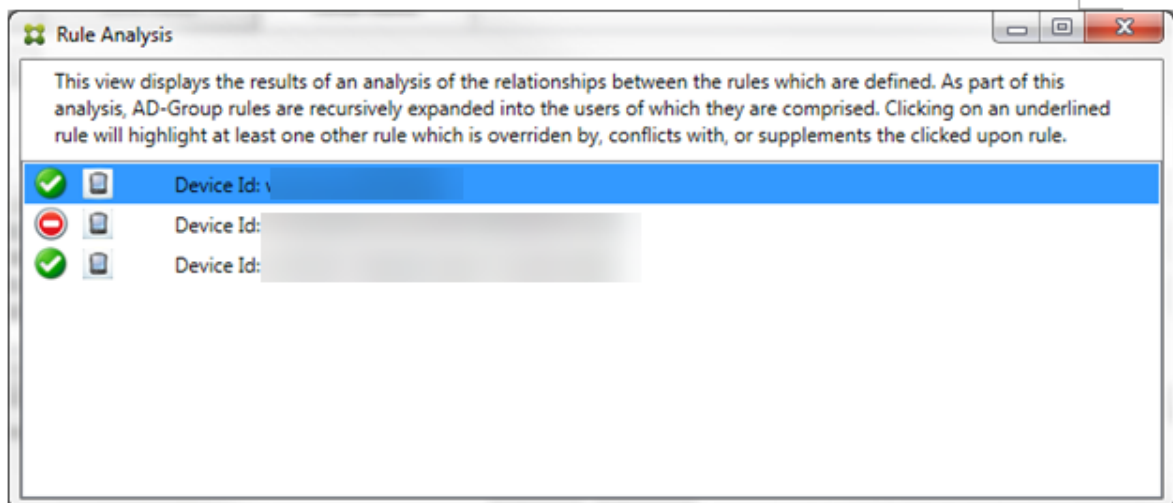 Rule Analysis
This view displays the results of an analysis of the relationships between the rules which are defined. As part of this
analysis, AD-Group rules are recursively expanded into the users of which they are comprised. Clicking on an underlined
rule will highlight at least one other rule which is overriden by, conflicts with, or supplements the clicked upon rule.
Device Id:
Device Id:
Device Id: